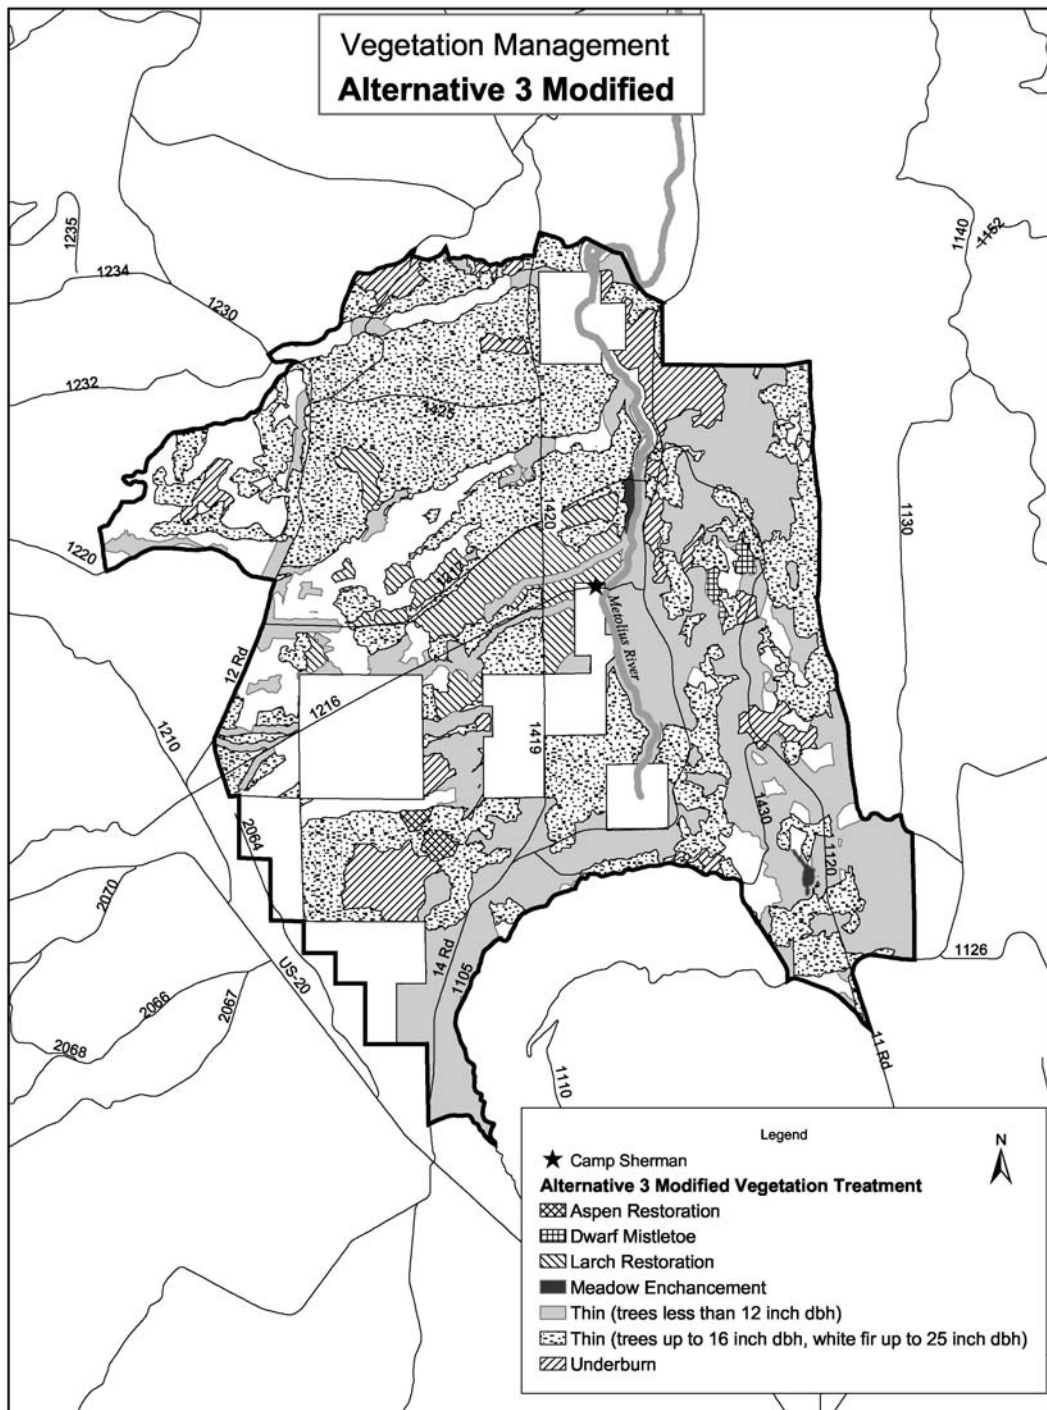 Vegetation Management
Alternative 3 Modified
1235
1234
1230
1232
1140
1152
1425
1220
1420
1217
1130
Metolius River
12 Rd
1216
1210
1419
2064
1430
1120
2070
14 Rd
1105
US-20
2066
2067
2068
1126
11 Rd
1110
Legend
N
Camp Sherman
Alternative 3 Modified Vegetation Treatment
Aspen Restoration
Dwarf Mistletoe
Larch Restoration
Meadow Enchancement
Thin (trees less than 12 inch dbh)
Thin (trees up to 16 inch dbh, white fir up to 25 inch dbh)
Underburn